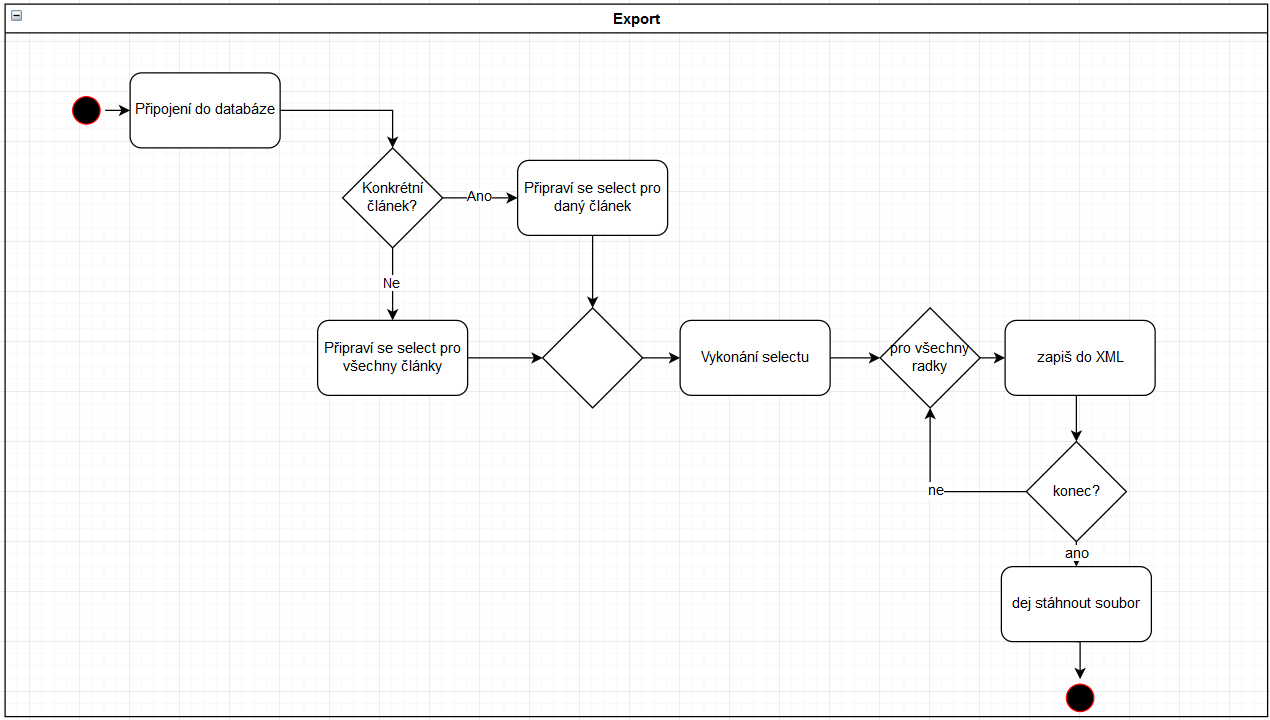 Export
Připojení do databáze
Konkrétní
článek?
Ano
Připraví se select pro
daný článek
Ne
Připraví se select pro
všechny články
Vykonání selectu
pro všechny
radky
zapiš do XML
konec?
ne
ano
dej stáhnout soubor